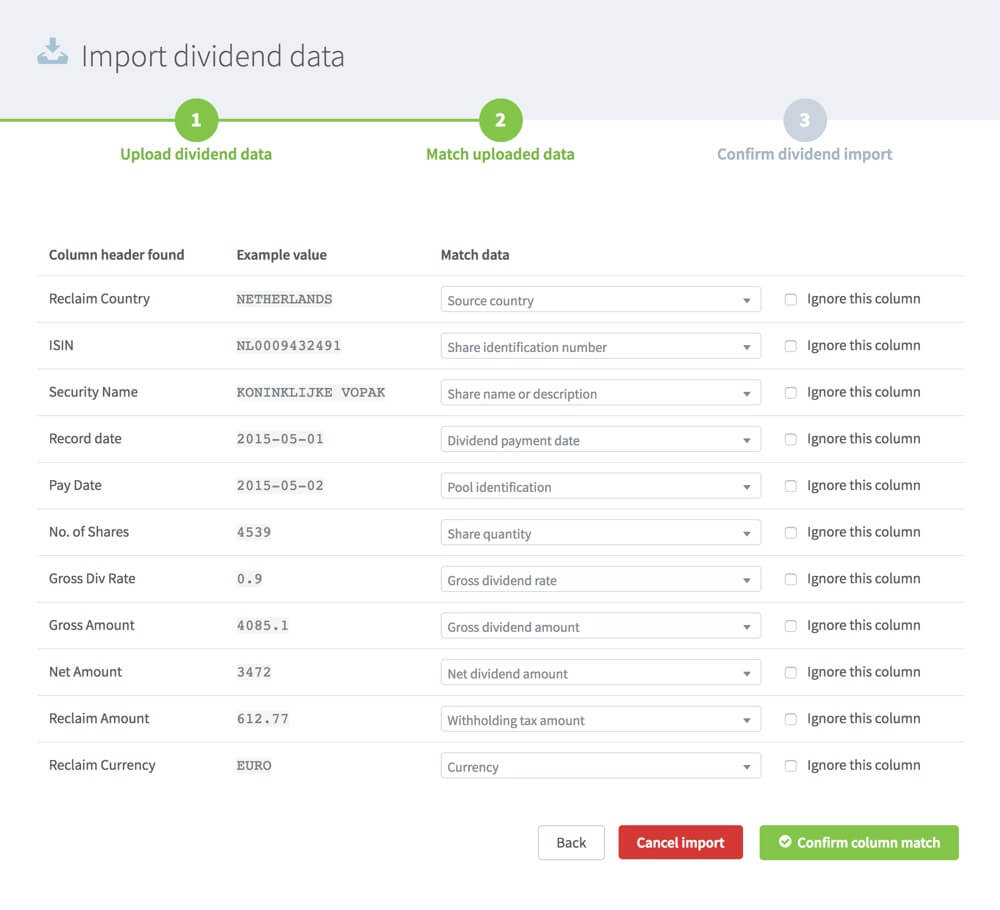 Import dividend data
1 2 3
Upload dividend data Match uploaded data Confirm dividend import
Column header found Example value Match data
Reclaim Country NETHERLANDS Source country Ignore this column
ISIN NL0009432491 Share identification number Ignore this column
Security Name KONINKLIJKE VOPAK Share name or description Ignore this column
Record date 2015-05-01 Dividend payment date Ignore this column
Pay Date 2015-05-02 Pool identification Ignore this column
No. of Shares 4539 Share quantity Ignore this column
Gross Div Rate 0.9 Gross dividend rate Ignore this column
Gross Amount 4085.1 Gross dividend amount Ignore this column
Net Amount 3472 Net dividend amount Ignore this column
Reclaim Amount 612.77 Withholding tax amount Ignore this column
Reclaim Currency EURO Currency Ignore this column
Back Cancel import Confirm column match